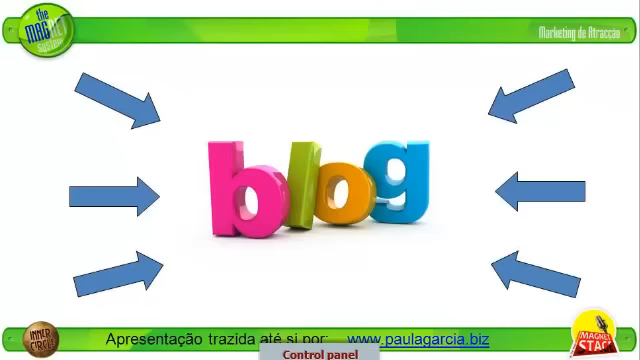 the
MAGNET
system
Marketing de Atracção
blog
INNER
CIRCLE
Apresentação trazida até si por: www.paulagarcia.biz
MAGNET
STAR
Control panel